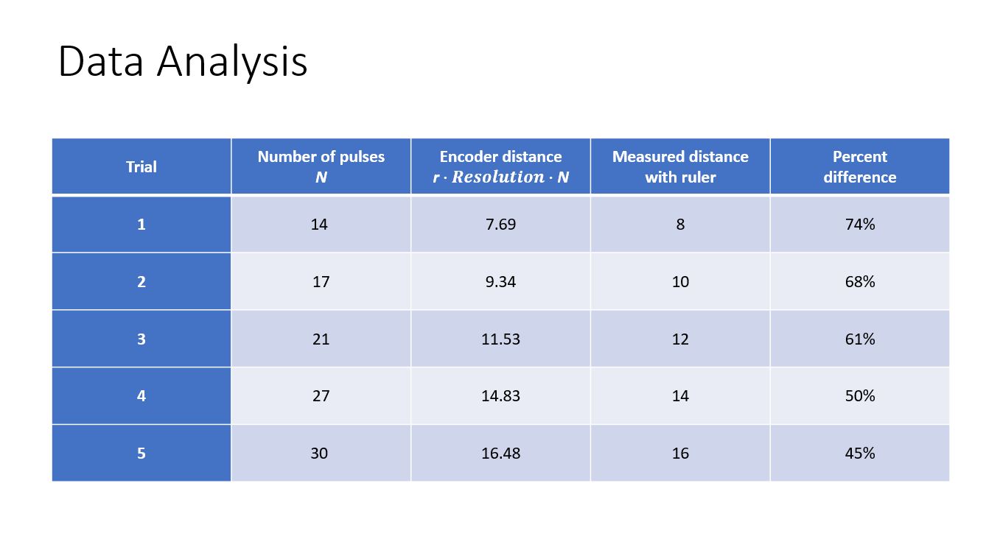 Data Analysis
Trial
Number of pulses
N
Encoder distance
r · Resolution · N
Measured distance
with ruler
Percent
difference
1 14 7.69 8 74%
2 17 9.34 10 68%
3 21 11.53 12 61%
4 27 14.83 14 50%
5 30 16.48 16 45%